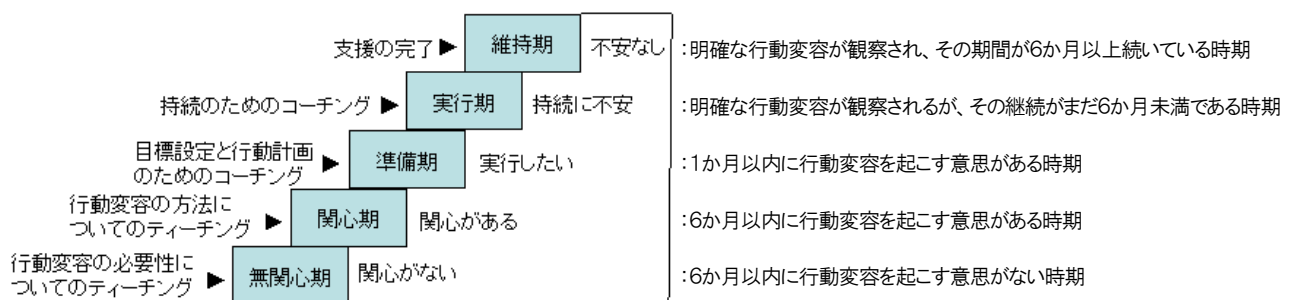 支援の完了▶ 維持期 不安なし :明確な行動変容が観察され、その期間が6か月以上続いている時期
持続のためのコーチング ▶ 実行期 持続に不安 :明確な行動変容が観察されるが、その継続がまだ6か月未満である時期
目標設定と行動計画
のためのコーチング ▶ 準備期 実行したい :1か月以内に行動変容を起こす意思がある時期
行動変容の方法に
ついてのティーチング ▶ 関心期 関心がある :6か月以内に行動変容を起こす意思がある時期
行動変容の必要性に
ついてのティーチング ▶ 無関心期 関心がない :6か月以内に行動変容を起こす意思がない時期